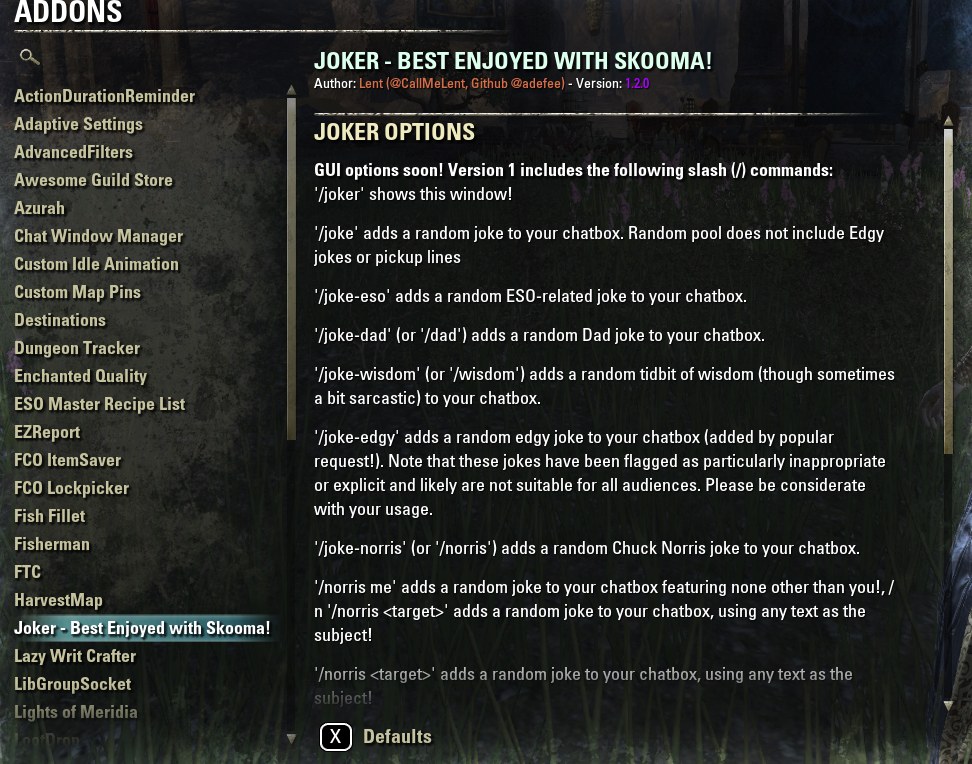 ADDONS
ActionDurationReminder
Adaptive Settings
AdvancedFilters
Awesome Guild Store
Azurah
Chat Window Manager
Custom Idle Animation
Custom Map Pins
Destinations
Dungeon Tracker
Enchanted Quality
ESO Master Recipe List
EZReport
FCO ItemSaver
FCO Lockpicker
Fish Fillet
Fisherman
FTC
HarvestMap
Joker - Best Enjoyed with Skooma!
Lazy Writ Crafter
LibGroupSocket
Lights of Meridia
LootDrop
JOKER - BEST ENJOYED WITH SKOOMA!
Author: Lent (@CallMeLent, Github @adefee) - Version: 1.2.0
JOKER OPTIONS
GUI options soon! Version 1 includes the following slash (/) commands:
'/joker' shows this window!
'/joke' adds a random joke to your chatbox. Random pool does not include Edgy
jokes or pickup lines
'/joke-eso' adds a random ESO-related joke to your chatbox.
'/joke-dad' (or '/dad') adds a random Dad joke to your chatbox.
'/joke-wisdom' (or '/wisdom') adds a random tidbit of wisdom (though sometimes
a bit sarcastic) to your chatbox.
'/joke-edgy' adds a random edgy joke to your chatbox (added by popular
request!). Note that these jokes have been flagged as particularly inappropriate
or explicit and likely are not suitable for all audiences. Please be considerate
with your usage.
'/joke-norris' (or '/norris') adds a random Chuck Norris joke to your chatbox.
'/norris me' adds a random joke to your chatbox featuring none other than you!, /
n '/norris <target>' adds a random joke to your chatbox, using any text as the
subject!
'/norris <target>' adds a random joke to your chatbox, using any text as the
subject!
X Defaults